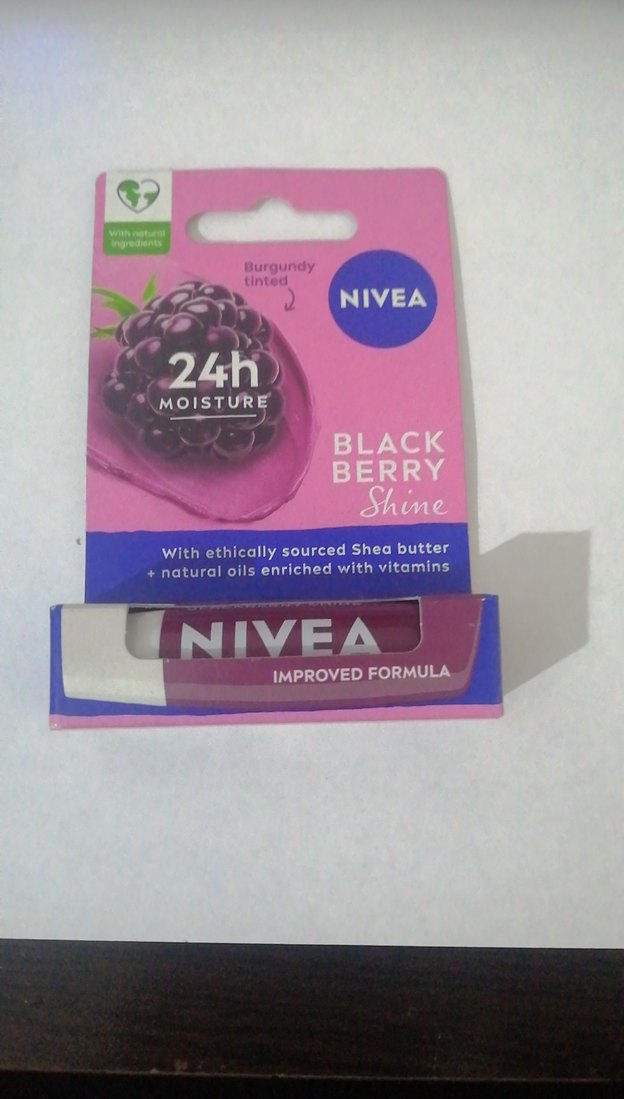 With natural
ingredients
Burgundy
tinted
NIVEA
24h
MOISTURE
BLACK
BERRY
Shine
With ethically sourced Shea butter
+ natural oils enriched with vitamins
NIVEA
IMPROVED FORMULA